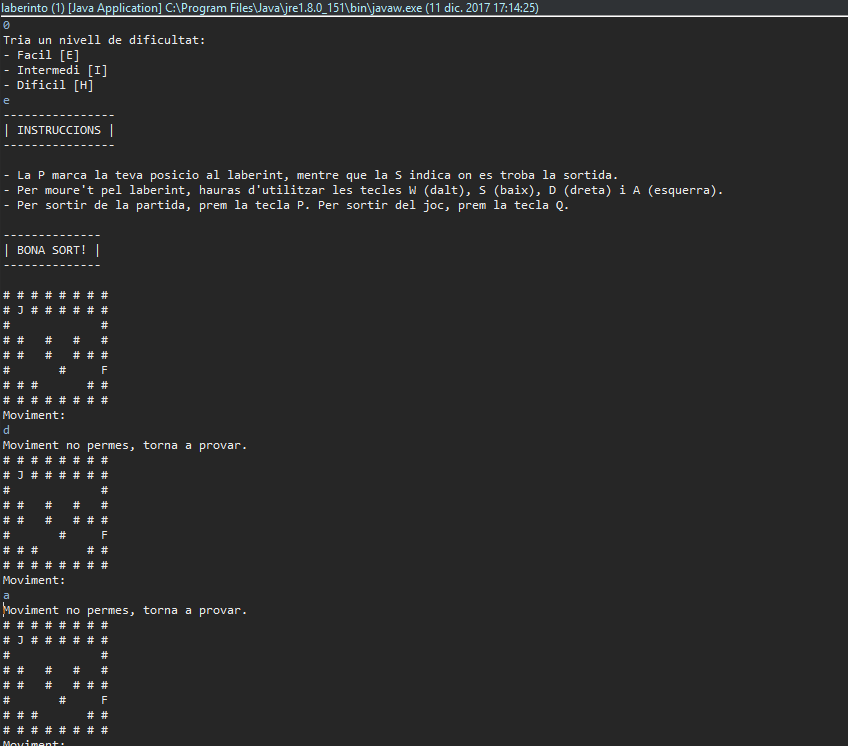 laberinto (1) [Java Application] C:\Program Files\Java\jre1.8.0_151\bin\javaw.exe (11 dic. 2017 17:14:25)
0
Tria un nivell de dificultat:
- Facil [E]
- Intermedi [I]
- Dificil [H]
e
----------------
| INSTRUCCIONS |
----------------
- La P marca la teva posicio al laberint, mentre que la S indica on es troba la sortida.
- Per moure't pel laberint, hauras d'utilitzar les tecles W (dalt), S (baix), D (dreta) i A (esquerra).
- Per sortir de la partida, prem la tecla P. Per sortir del joc, prem la tecla Q.
--------------
| BONA SORT! |
--------------
# # # # # # # #
# J # # # # # #
#             #
# #   #   #   #
# #   #   # # #
#       #     F
# # #       # #
# # # # # # # #
Moviment:
d
Moviment no permes, torna a provar.
# # # # # # # #
# J # # # # # #
#             #
# #   #   #   #
# #   #   # # #
#       #     F
# # #       # #
# # # # # # # #
Moviment:
a
Moviment no permes, torna a provar.
# # # # # # # #
# J # # # # # #
#             #
# #   #   #   #
# #   #   # # #
#       #     F
# # #       # #
# # # # # # # #
Moviment: